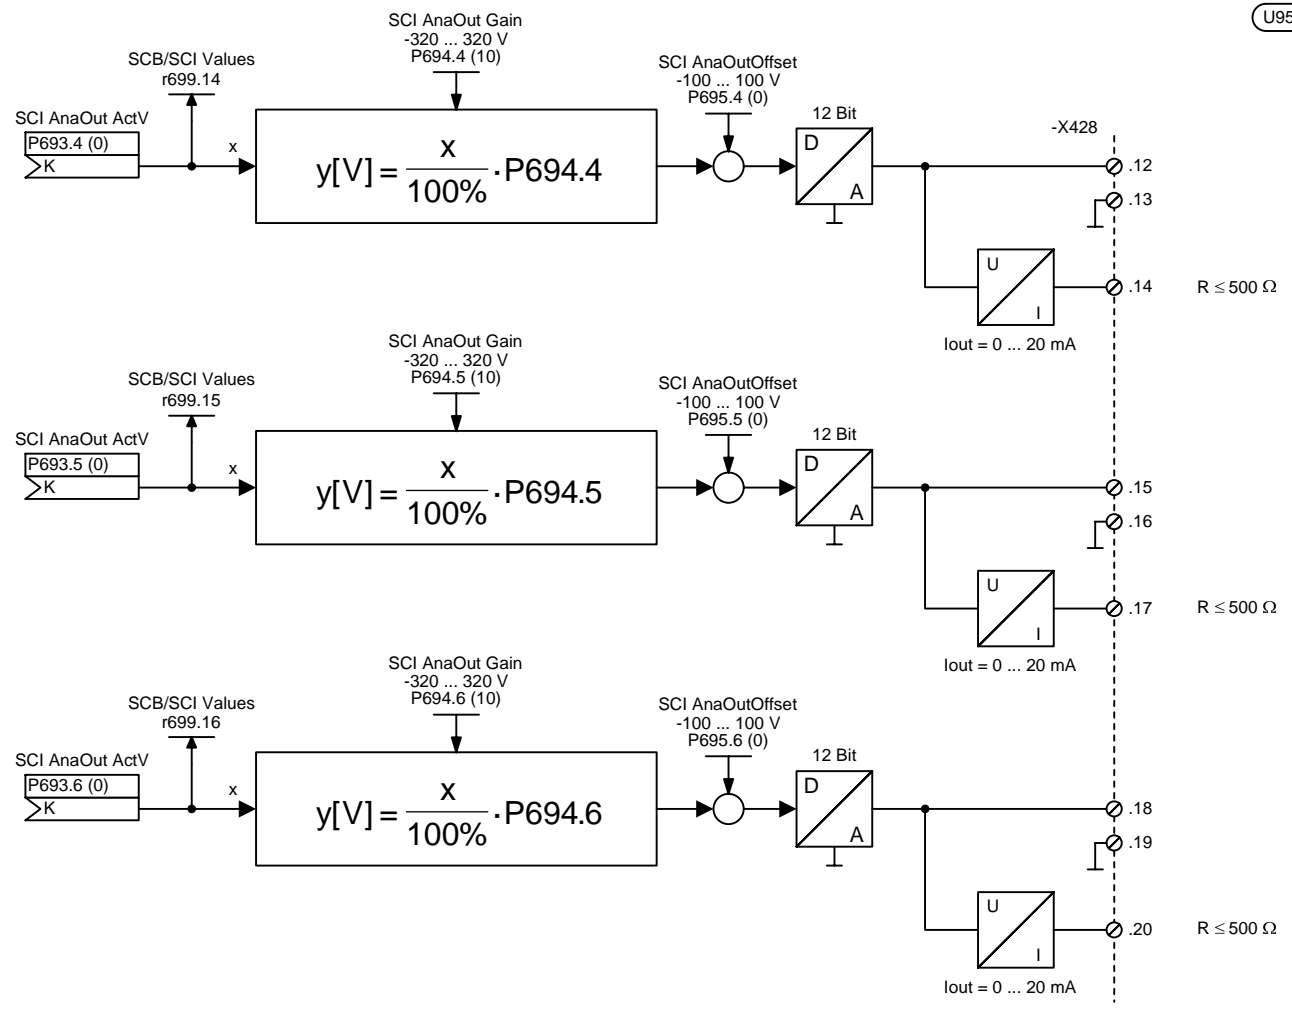 U95
SCI AnaOut Gain
-320 ... 320 V
P694.4 (10)
SCB/SCI Values
r699.14
SCI AnaOutOffset
-100 ... 100 V
P695.4 (0)
SCI AnaOut ActV
P693.4 (0)
K
x
y[V] = x/100% · P694.4
12 Bit
D
A
-X428
.12
.13
U
I
.14
R ≤ 500 Ω
Iout = 0 ... 20 mA
SCI AnaOut Gain
-320 ... 320 V
P694.5 (10)
SCB/SCI Values
r699.15
SCI AnaOutOffset
-100 ... 100 V
P695.5 (0)
SCI AnaOut ActV
P693.5 (0)
K
x
y[V] = x/100% · P694.5
12 Bit
D
A
.15
.16
U
I
.17
R ≤ 500 Ω
Iout = 0 ... 20 mA
SCI AnaOut Gain
-320 ... 320 V
P694.6 (10)
SCB/SCI Values
r699.16
SCI AnaOutOffset
-100 ... 100 V
P695.6 (0)
SCI AnaOut ActV
P693.6 (0)
K
x
y[V] = x/100% · P694.6
12 Bit
D
A
.18
.19
U
I
.20
R ≤ 500 Ω
Iout = 0 ... 20 mA